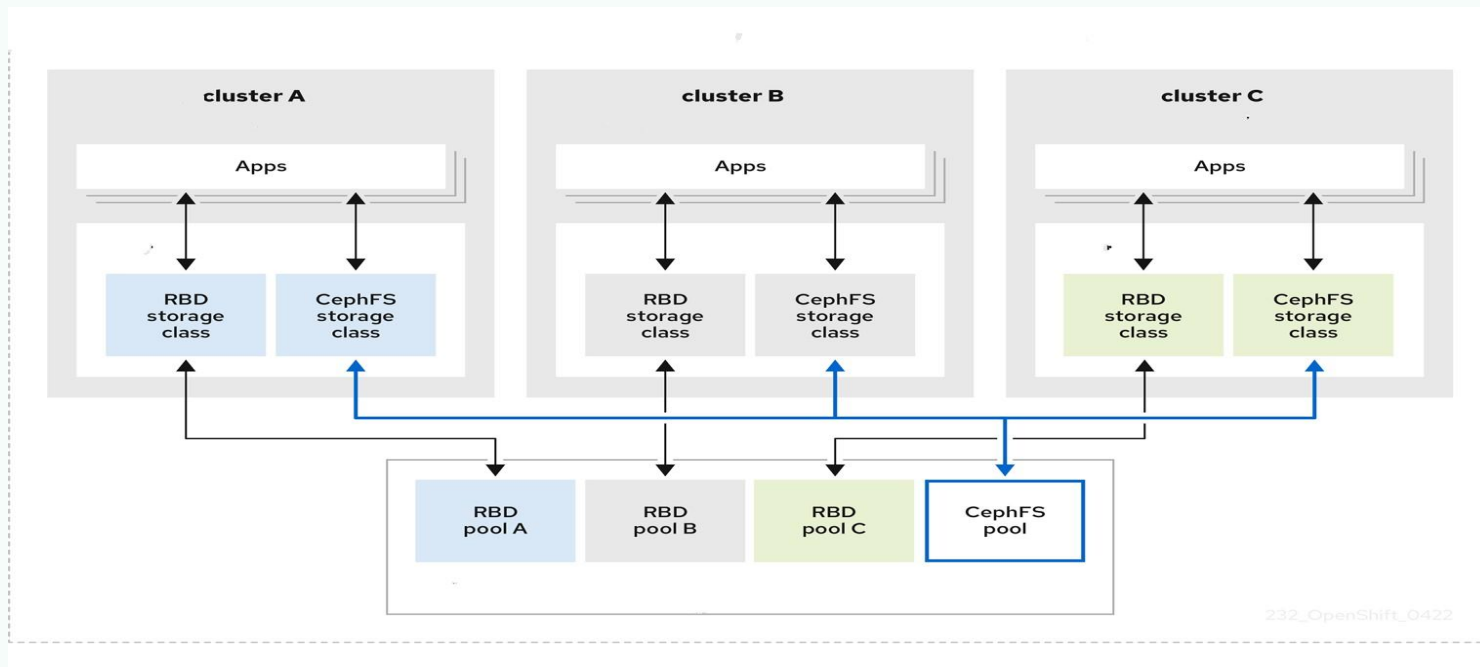 cluster A
cluster B
cluster C
Apps
Apps
Apps
RBD
storage
class
CephFS
storage
class
RBD
storage
class
CephFS
storage
class
RBD
storage
class
CephFS
storage
class
RBD
pool A
RBD
pool B
RBD
pool C
CephFS
pool
232_OpenShift_0422